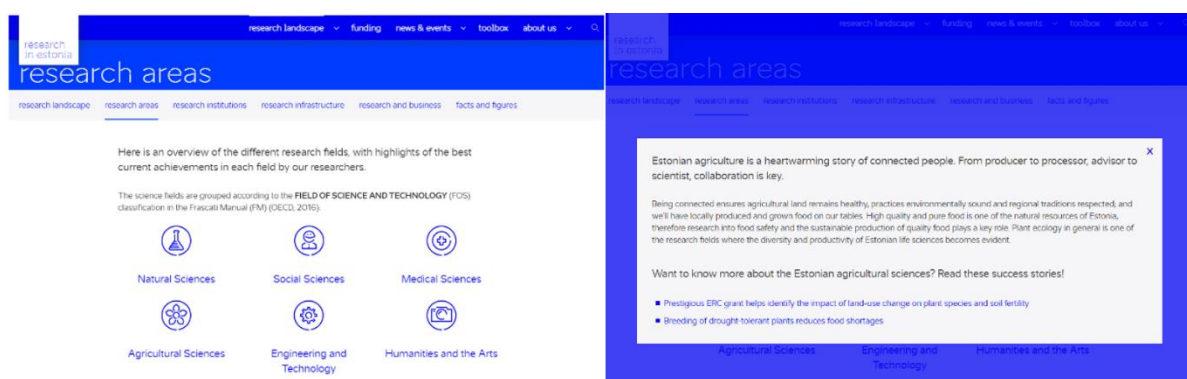 research landscape funding news & events toolbox about us
research
in estonia
research areas
research landscape research areas research institutions research infrastructure research and business facts and figures
Here is an overview of the different research fields, with highlights of the best
current achievements in each field by our researchers.
The science fields are grouped according to the FIELD OF SCIENCE AND TECHNOLOGY (FOS)
classification in the Frascati Manual (FM) (OECD, 2016):
Natural Sciences Social Sciences Medical Sciences
Agricultural Sciences Engineering and Humanities and the Arts
Technology
research landscape funding news & events toolbox about us
research
in estonia
research areas
research landscape research areas research institutions research infrastructure research and business facts and figures
X
Estonian agriculture is a heartwarming story of connected people. From producer to processor, advisor to
scientist, collaboration is key.
Being connected ensures agricultural land remains healthy, practices environmentally sound and regional traditions respected; and
we'll have locally produced and grown food on our tables. High quality and pure food is one of the natural resources of Estonia,
therefore research into food safety and the sustainable production of quality food plays a key role. Plant ecology in general is one of
the research fields where the diversity and productivity of Estonian life sciences becomes evident.
Want to know more about the Estonian agricultural sciences? Read these success stories!
Prestigious ERC grant helps identify the impact of land-use change on plant species and soil fertility
Breeding of drought-tolerant plants reduces food shortages
Agricultural Sciences Engineering and Humanities and the Arts
Technology